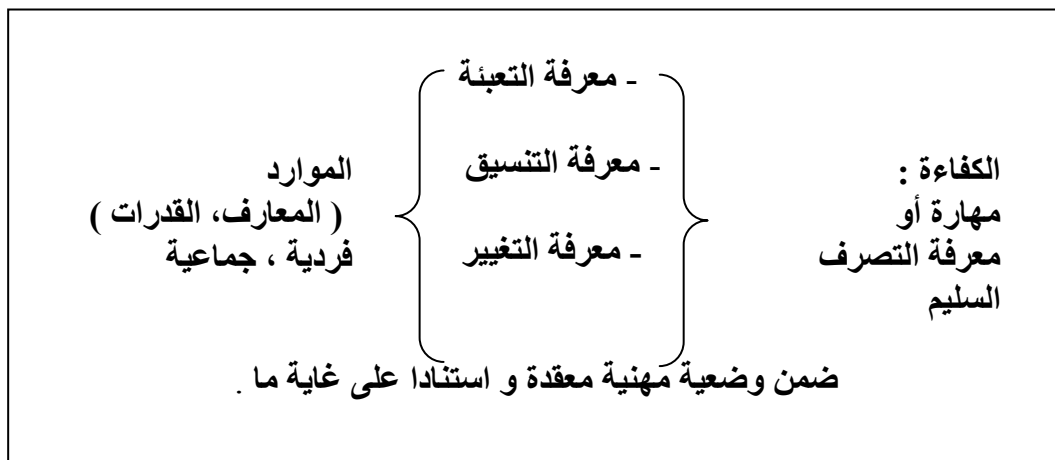 الكفاءة :
مهارة أو
معرفة التصرف
السليم
- معرفة التعبئة
- معرفة التنسيق
- معرفة التغيير
الموارد
( المعارف، القدرات )
فردية ، جماعية
ضمن وضعية مهنية معقدة و استنادا على غاية ما .